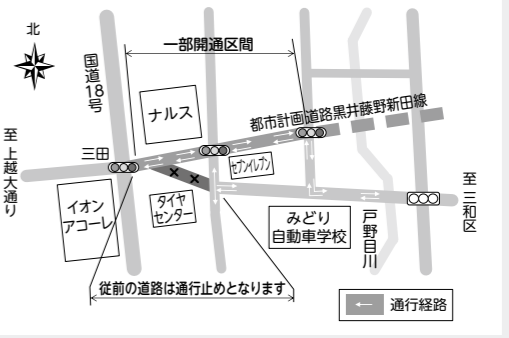 北
一部開通区間
国道18号
ナルス
都市計画道路黒井藤野新田線
三田
セブンイレブン
至 上越大通り
イオン
アコーレ
タイヤ
センター
みどり
自動車学校
戸野目川
至 三和区
従前の道路は通行止めとなります
通行経路